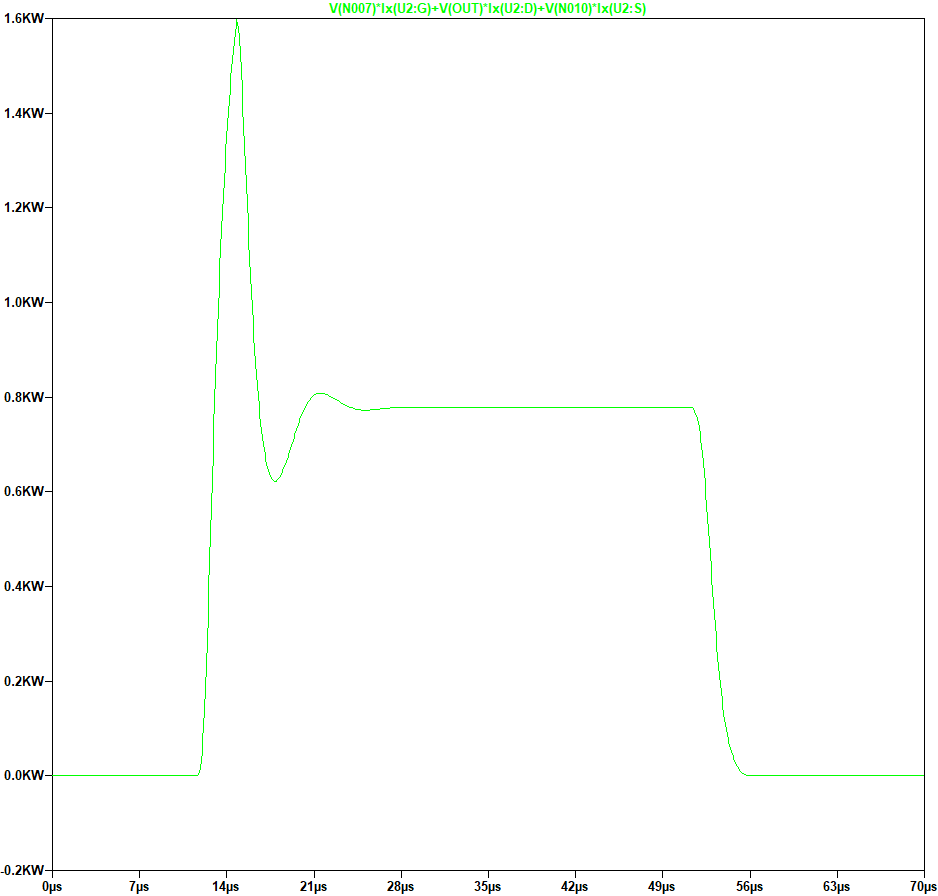 V(N007)*Ix(U2:G)+V(OUT)*Ix(U2:D)+V(N010)*Ix(U2:S)
1.6KW
1.4KW
1.2KW
1.0KW
0.8KW
0.6KW
0.4KW
0.2KW
0.0KW
-0.2KW
0µs 7µs 14µs 21µs 28µs 35µs 42µs 49µs 56µs 63µs 70µs